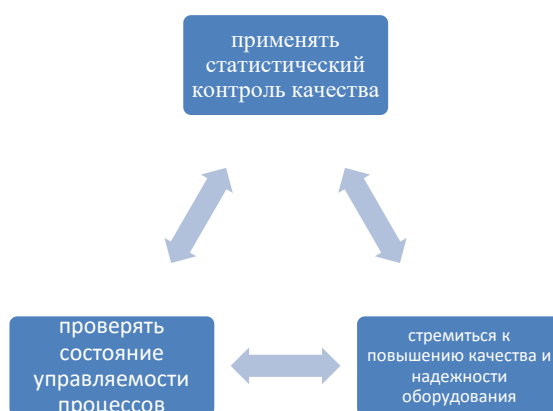 применять
статистический
контроль качества
проверять
состояние
управляемости
процессов
стремиться к
повышению качества и
надежности
оборудования